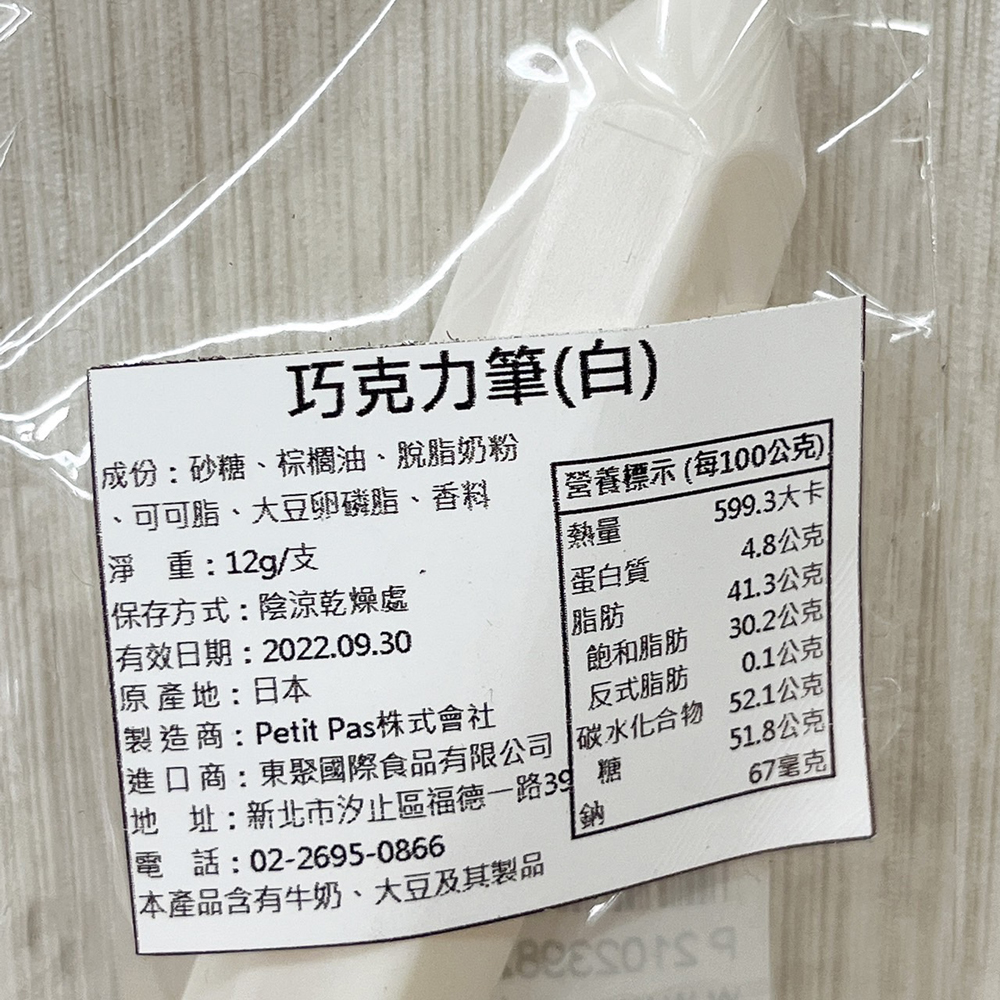 巧克力筆(白)
成份：砂糖、棕櫚油、脫脂奶粉
、可可脂、大豆卵磷脂、香料
淨　重：12g/支
保存方式：陰涼乾燥處
有效日期：2022.09.30
原產地：日本
製造商：Petit Pas株式會社
進口商：東聚國際食品有限公司
地　址：新北市汐止區福德一路39
電　話：02-2695-0866
本產品含有牛奶、大豆及其製品
營養標示 (每100公克)
熱量 599.3大卡
蛋白質 4.8公克
脂肪 41.3公克
飽和脂肪 30.2公克
反式脂肪 0.1公克
碳水化合物 52.1公克
糖 51.8公克
鈉 67毫克